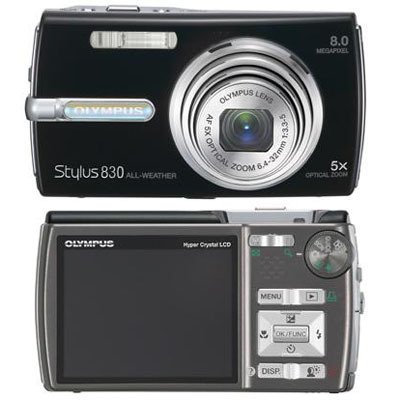 8.0
MEGAPIXEL
OLYMPUS
OLYMPUS LENS
AF 5X OPTICAL ZOOM 6.4-32mm 1:3.3-5
Stylus 830 ALL-WEATHER
5x
OPTICAL ZOOM
OLYMPUS
Hyper Crystal LCD
MENU
OK/FUNC
DISP.